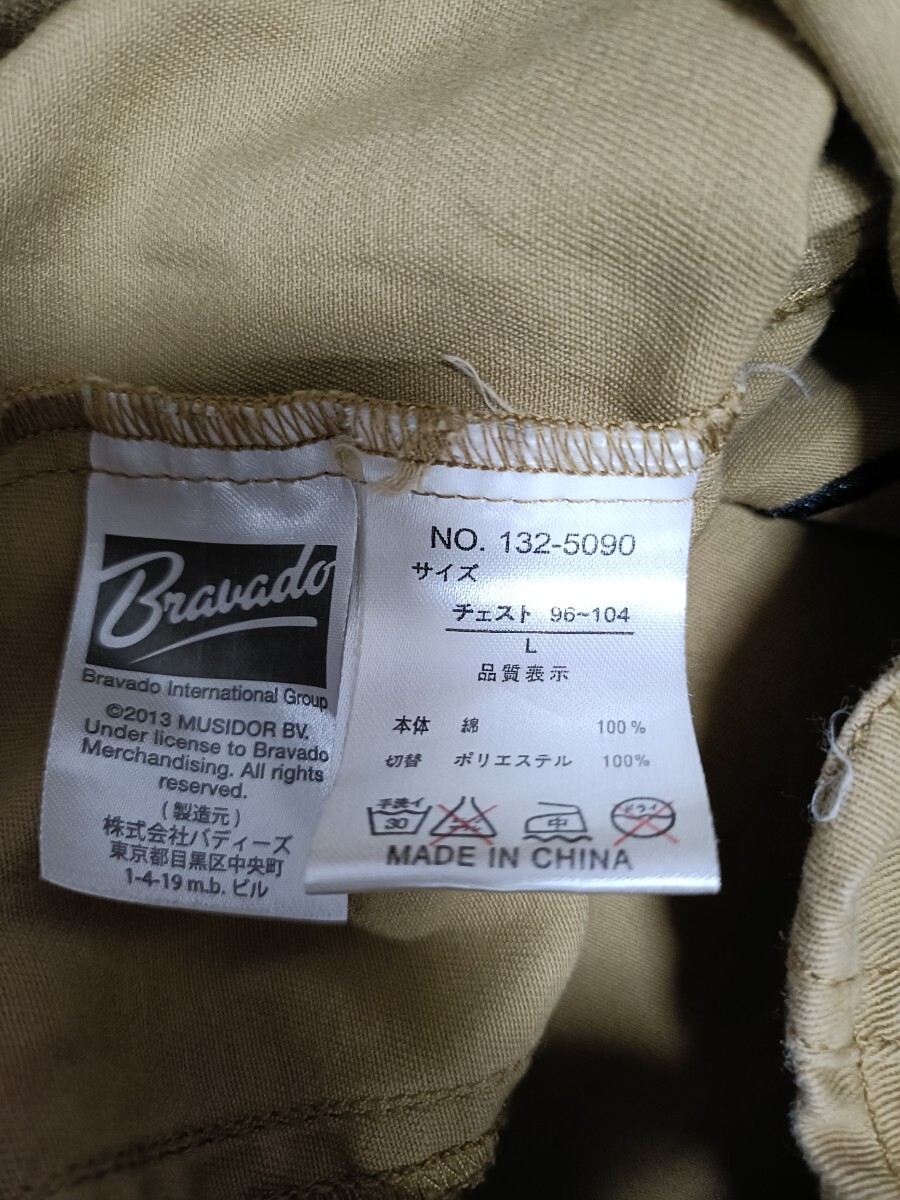 Bravado
Bravado International Group
©2013 MUSIDOR BV.
Under license to Bravado
Merchandising. All rights
reserved.
（製造元）
株式会社バディーズ
東京都目黒区中央町
1-4-19 m.b. ビル
NO. 132-5090
サイズ
チェスト 96~104
L
品質表示
本体 綿 100%
切替 ポリエステル 100%
手洗イ
30
中
ドライ
MADE IN CHINA